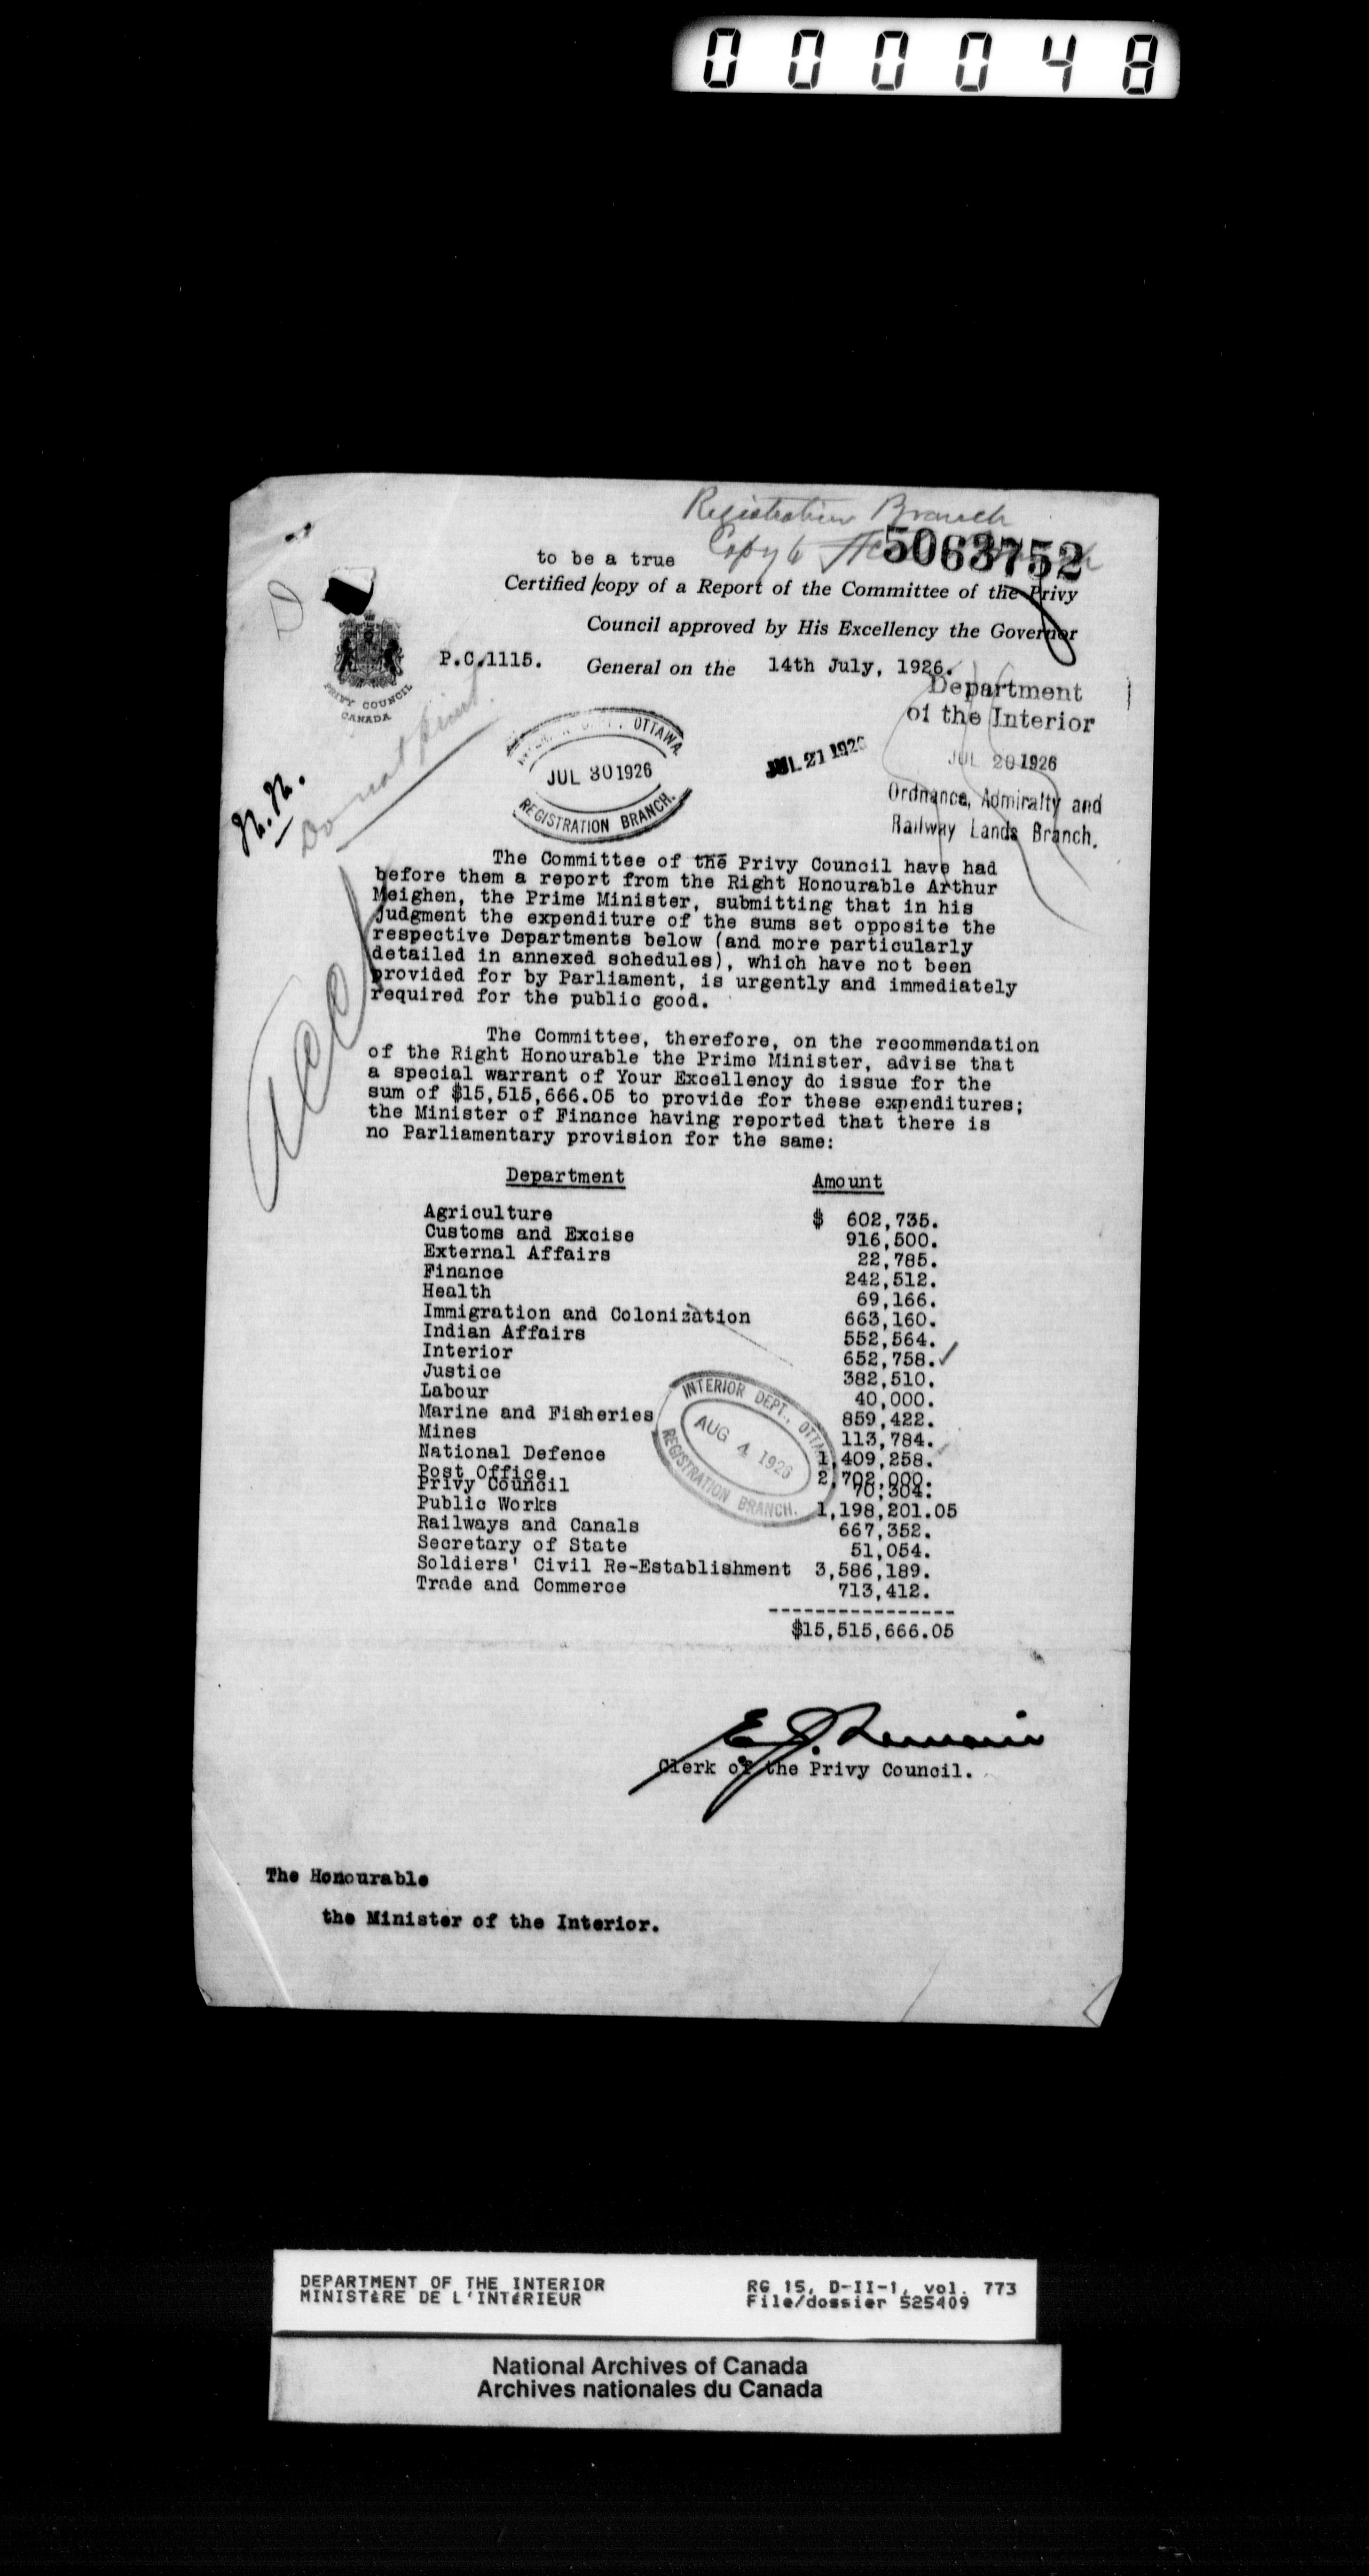 000048
Registration Branch
Copy to
5063752
to be a true
Certified /copy of a Report of the Committee of the Privy
Council approved by His Excellency the Governor
P.C.1115. General on the 14th July, 1926.
PRIVY COUNCIL
CANADA
Department
of the Interior
JUL 20 1926
Ordnance, Admiralty and
Railway Lands Branch.
JUL 21 1926
OTTAWA.
JUL 30 1926
REGISTRATION BRANCH.
Do not
The Committee of the Privy Council have had
before them a report from the Right Honourable Arthur
Meighen, the Prime Minister, submitting that in his
judgment the expenditure of the sums set opposite the
respective Departments below (and more particularly
detailed in annexed schedules), which have not been
provided for by Parliament, is urgently and immediately
required for the public good.
The Committee, therefore, on the recommendation
of the Right Honourable the Prime Minister, advise that
a special warrant of Your Excellency do issue for the
sum of $15,515,666.05 to provide for these expenditures;
the Minister of Finance having reported that there is
no Parliamentary provision for the same:
Department Amount
Agriculture $ 602,735.
Customs and Excise 916,500.
External Affairs 22,785.
Finance 242,512.
Health 69,166.
Immigration and Colonization 663,160.
Indian Affairs 552,564.
Interior 652,758.✓
Justice 382,510.
Labour 40,000.
Marine and Fisheries 859,422.
Mines 113,784.
National Defence 1,409,258.
Post Office 2,702,000.
Privy Council 70,304.
Public Works 1,198,201.05
Railways and Canals 667,352.
Secretary of State 51,054.
Soldiers' Civil Re-Establishment 3,586,189.
Trade and Commerce 713,412.
----------------
$15,515,666.05
INTERIOR DEPT., OTTAWA
AUG 4 1926
REGISTRATION BRANCH.
Clerk of the Privy Council.
The Honourable
the Minister of the Interior.
DEPARTMENT OF THE INTERIOR RG 15, D-II-1, vol. 773
MINISTÈRE DE L'INTÉRIEUR File/dossier 525409
National Archives of Canada
Archives nationales du Canada